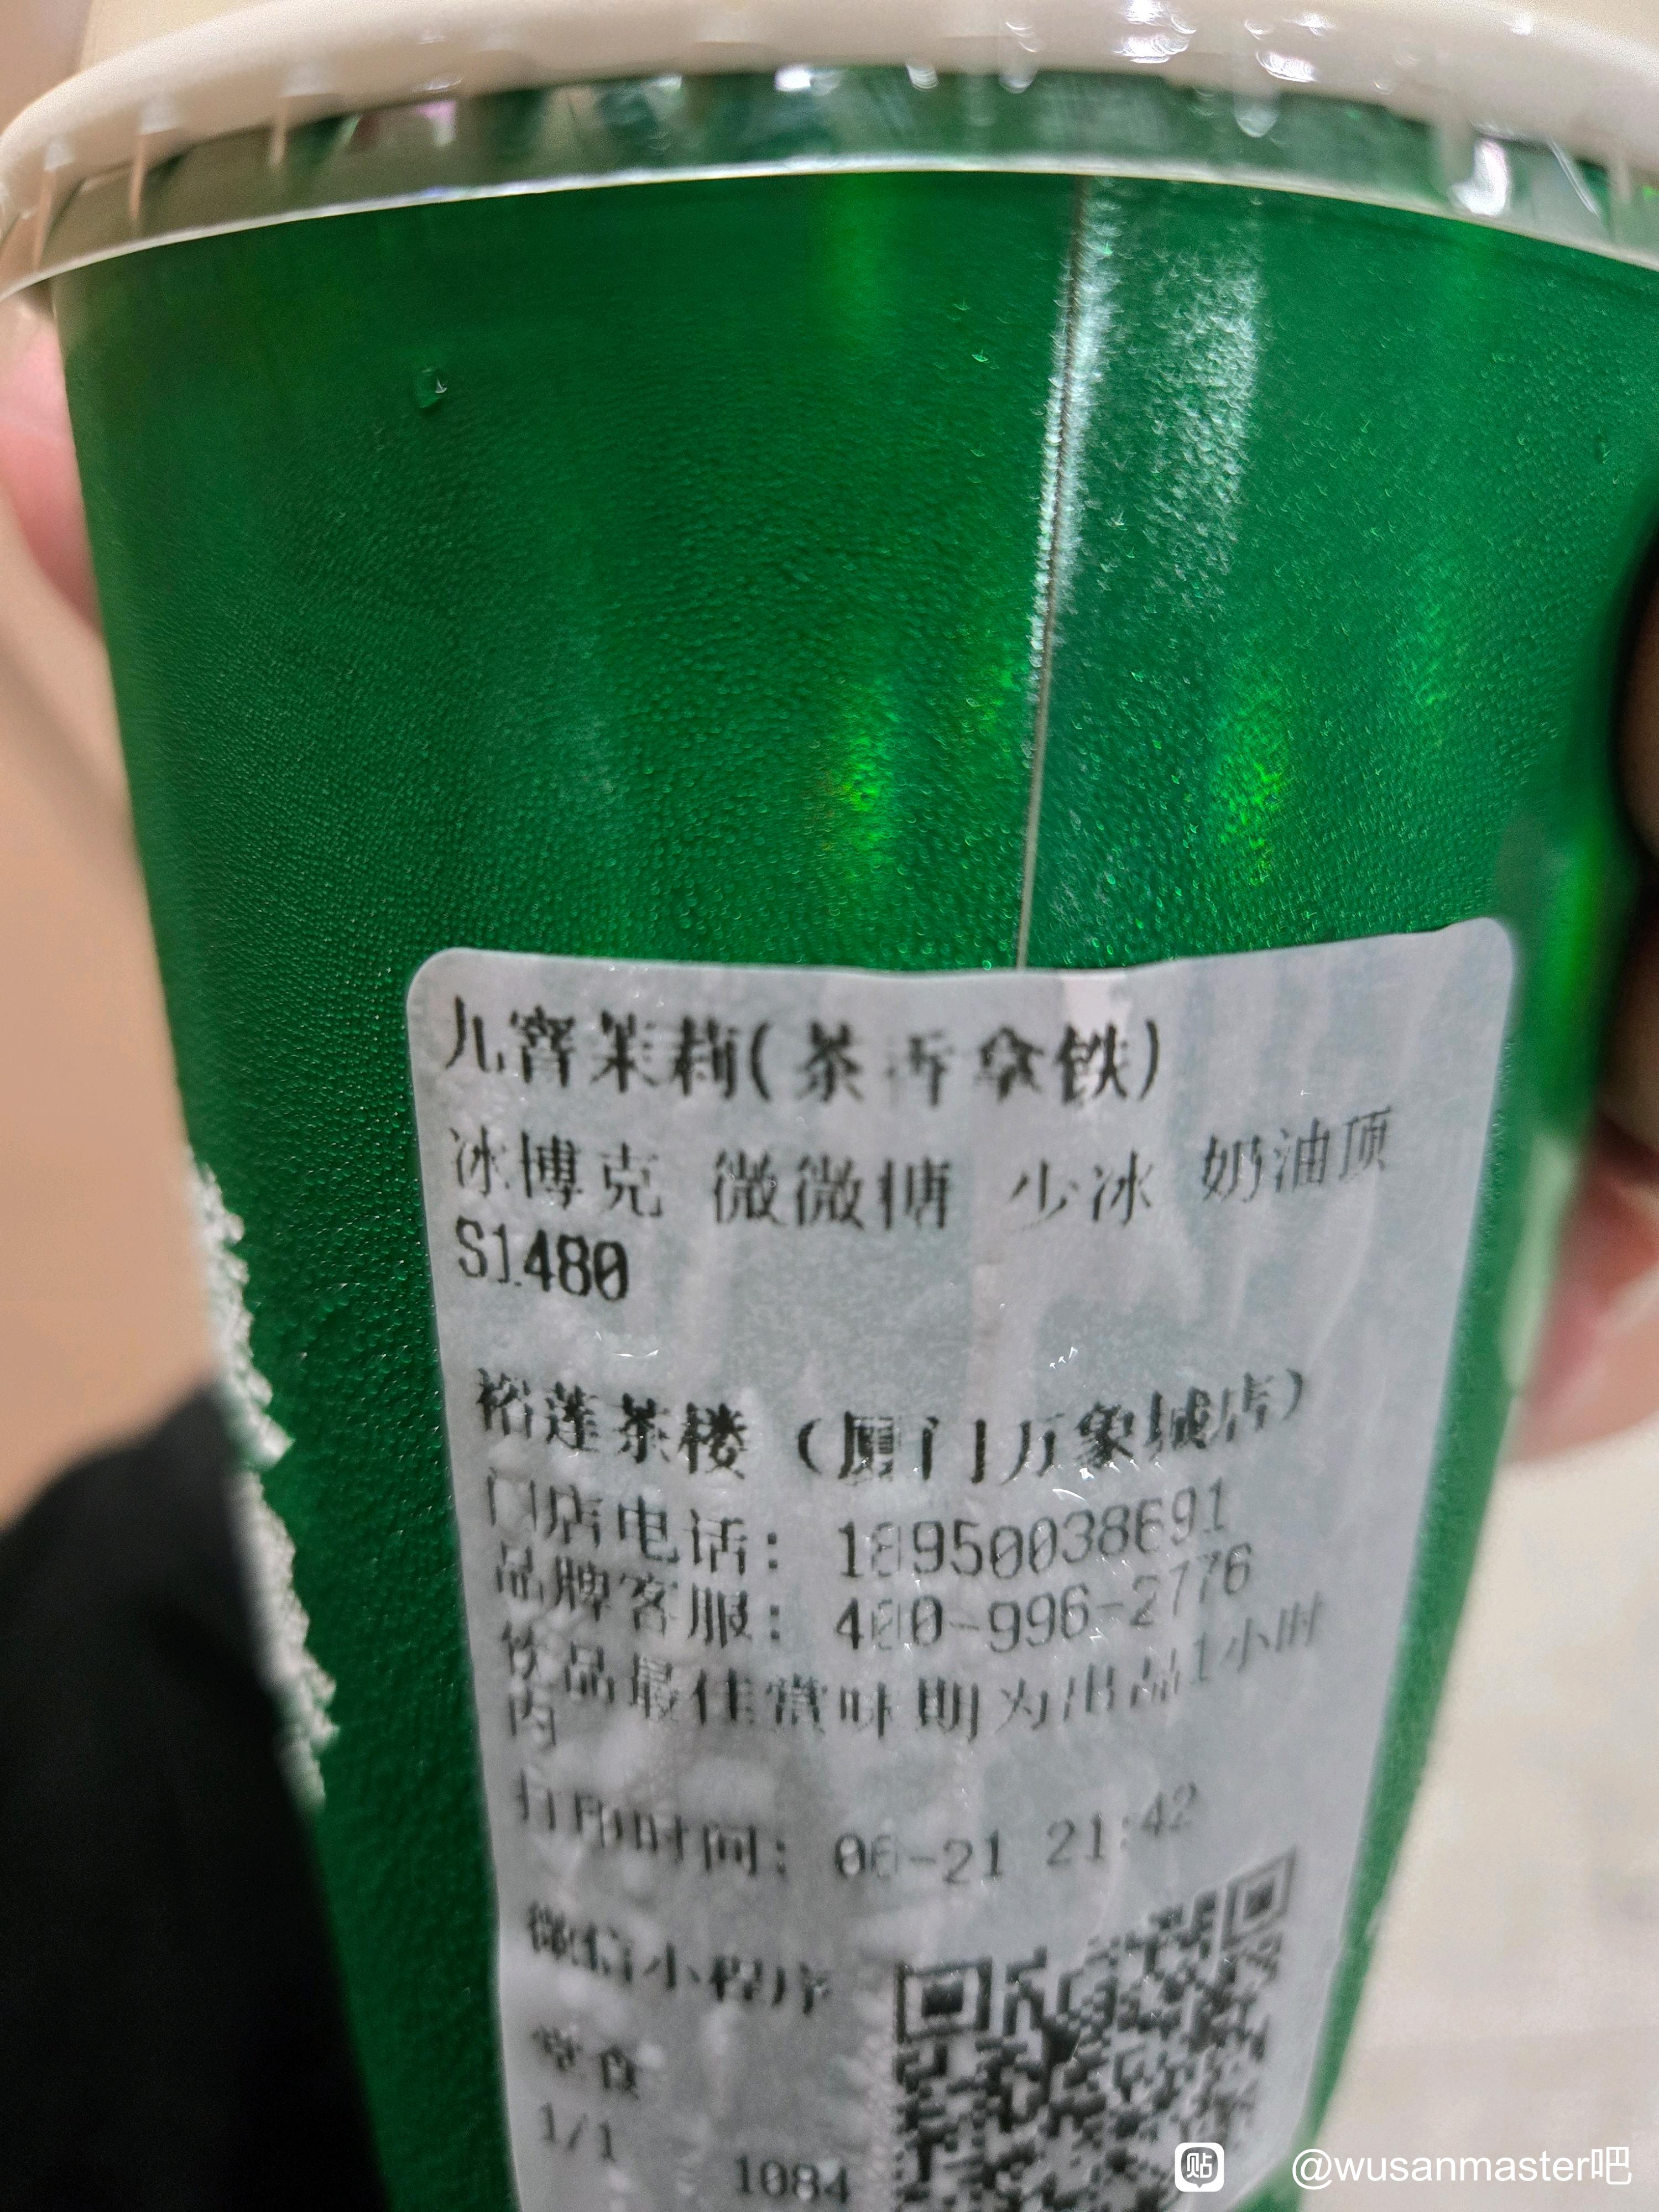 九窨茉莉(茶香拿铁)
冰博克 微微糖 少冰 奶油顶
S1480
裕莲茶楼（厦门万象城店）
门店电话：18950038691
品牌客服：400-996-2776
饮品最佳赏味期为出品1小时
内
打印时间：06-21 21:42
微信小程序
堂食
1/1
1084
贴 @wusanmaster吧